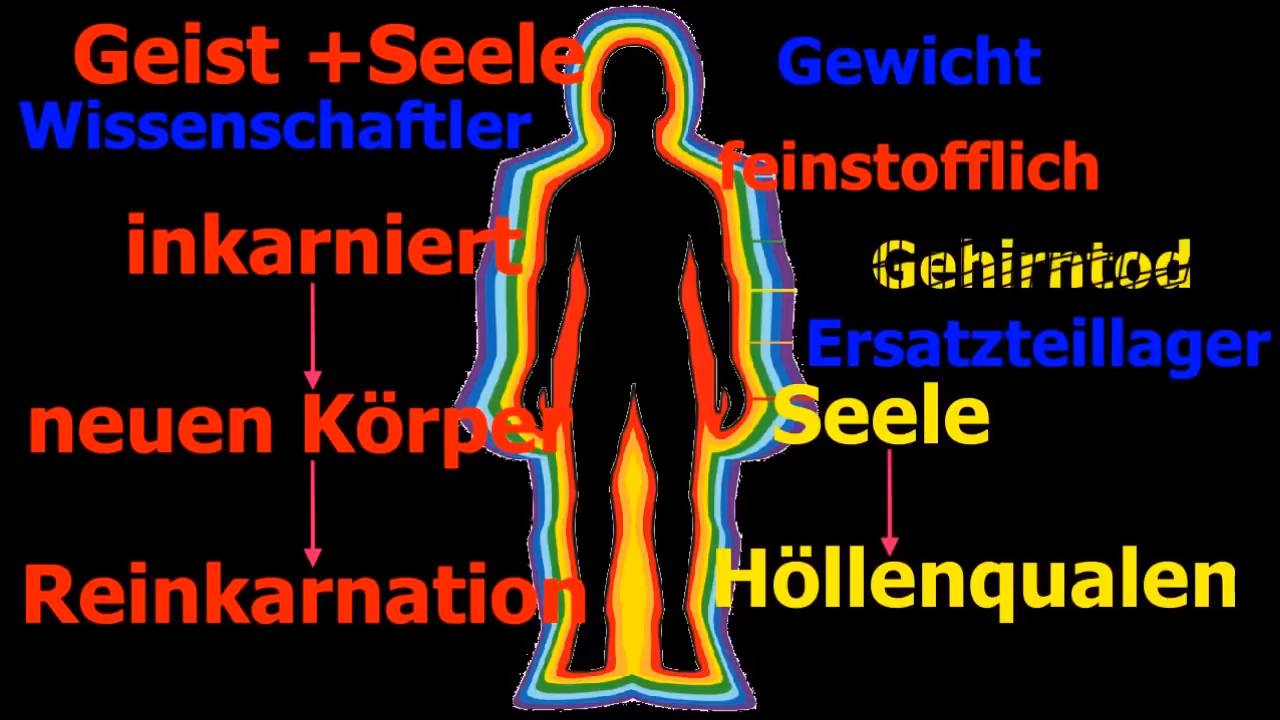 Geist +Seele
Wissenschaftler
inkarniert
neuen Körper
Reinkarnation
Gewicht
feinstofflich
Gehirntod
Ersatzteillager
Seele
Höllenqualen